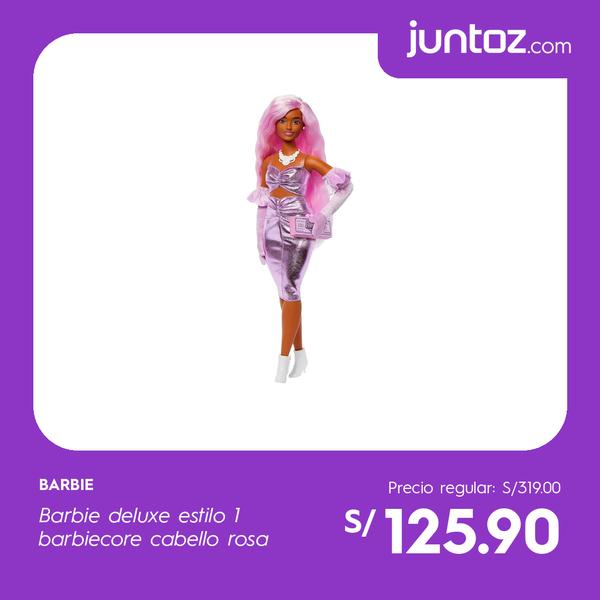 juntoz.com
BARBIE
Barbie deluxe estilo 1
barbiecore cabello rosa
Precio regular: S/319.00
S/125.90